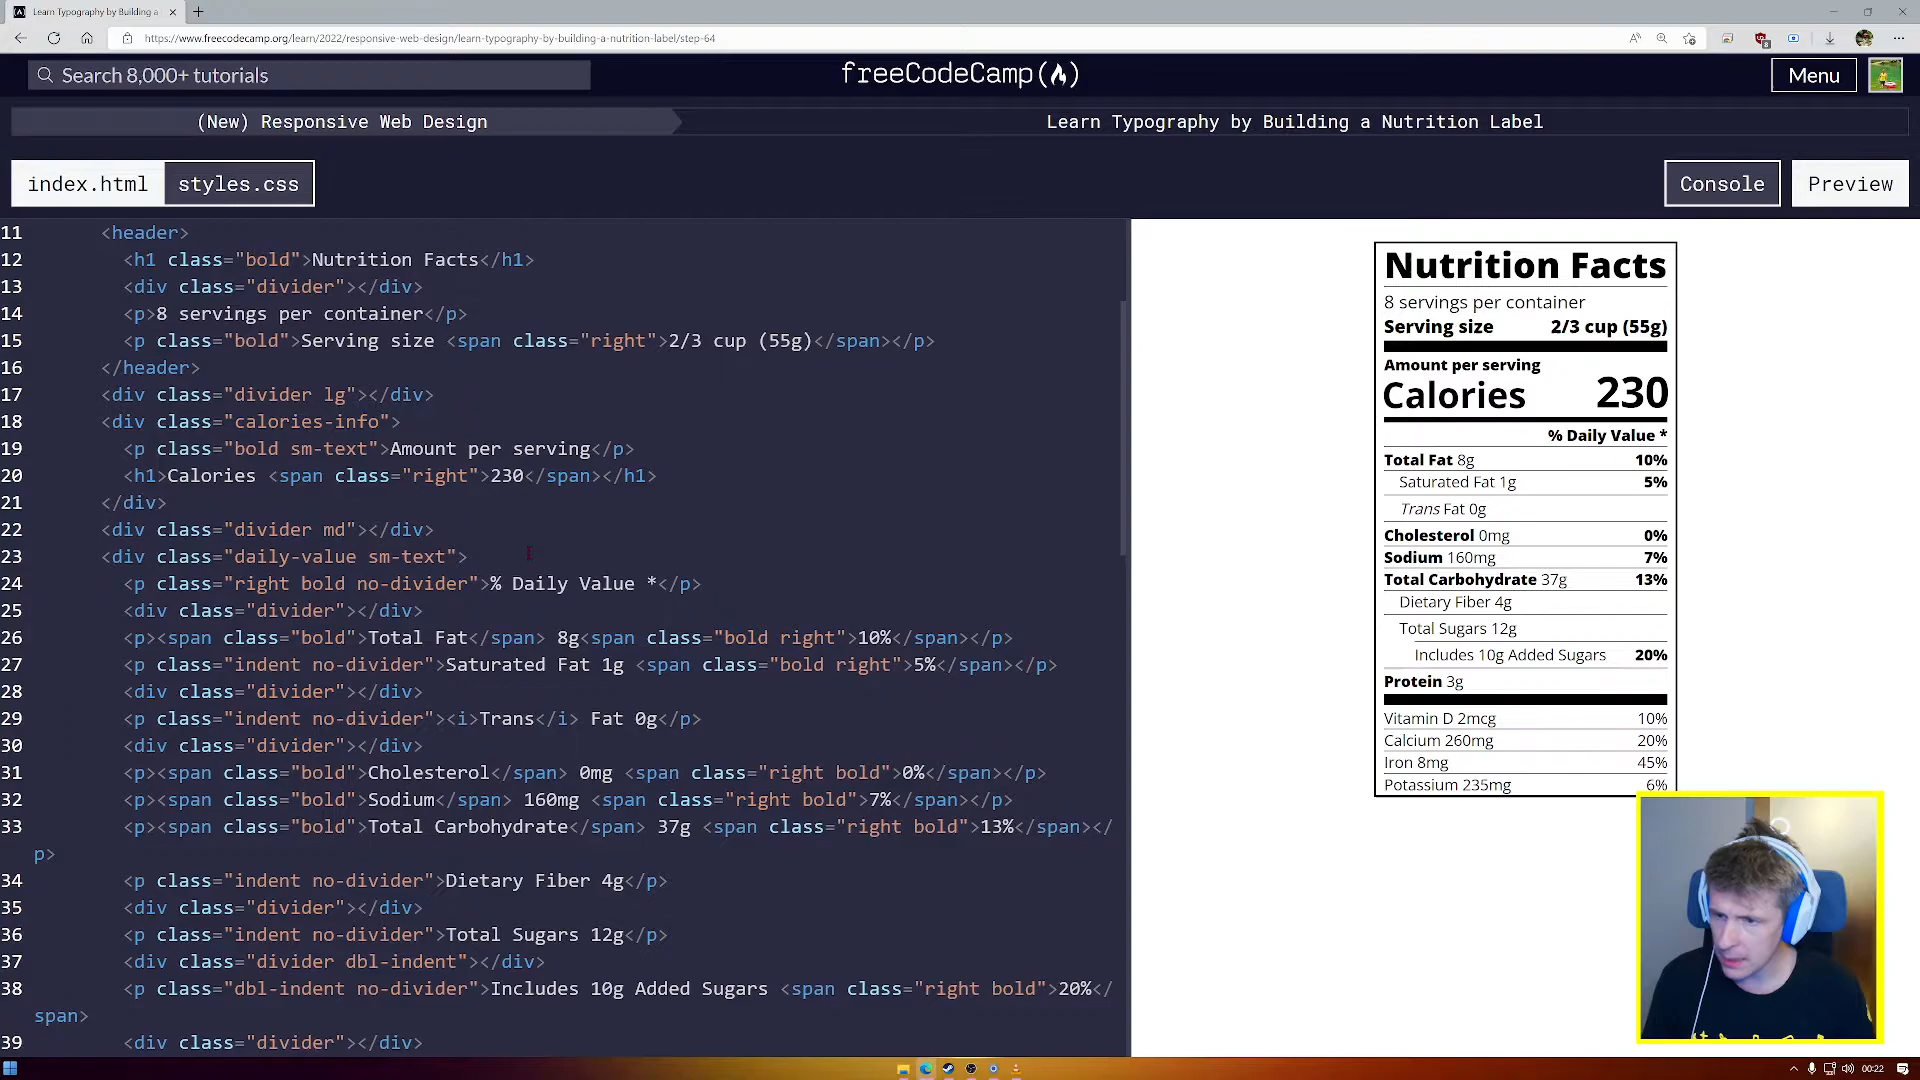 Learn Typography by Building a
https://www.freecodecamp.org/learn/2022/responsive-web-design/learn-typography-by-building-a-nutrition-label/step-64
Search 8,000+ tutorials
freeCodeCamp
Menu
(New) Responsive Web Design
Learn Typography by Building a Nutrition Label
index.html
styles.css
Console
Preview
11 <header>
12 <h1 class="bold">Nutrition Facts</h1>
13 <div class="divider"></div>
14 <p>8 servings per container</p>
15 <p class="bold">Serving size <span class="right">2/3 cup (55g)</span></p>
16 </header>
17 <div class="divider lg"></div>
18 <div class="calories-info">
19 <p class="bold sm-text">Amount per serving</p>
20 <h1>Calories <span class="right">230</span></h1>
21 </div>
22 <div class="divider md"></div>
23 <div class="daily-value sm-text">
24 <p class="right bold no-divider">% Daily Value *</p>
25 <div class="divider"></div>
26 <p><span class="bold">Total Fat</span> 8g<span class="bold right">10%</span></p>
27 <p class="indent no-divider">Saturated Fat 1g <span class="bold right">5%</span></p>
28 <div class="divider"></div>
29 <p class="indent no-divider"><i>Trans</i> Fat 0g</p>
30 <div class="divider"></div>
31 <p><span class="bold">Cholesterol</span> 0mg <span class="right bold">0%</span></p>
32 <p><span class="bold">Sodium</span> 160mg <span class="right bold">7%</span></p>
33 <p><span class="bold">Total Carbohydrate</span> 37g <span class="right bold">13%</span></
p>
34 <p class="indent no-divider">Dietary Fiber 4g</p>
35 <div class="divider"></div>
36 <p class="indent no-divider">Total Sugars 12g</p>
37 <div class="divider dbl-indent"></div>
38 <p class="dbl-indent no-divider">Includes 10g Added Sugars <span class="right bold">20%</
span>
39 <div class="divider"></div>
Nutrition Facts
8 servings per container
Serving size 2/3 cup (55g)
Amount per serving
Calories 230
% Daily Value *
Total Fat 8g 10%
Saturated Fat 1g 5%
Trans Fat 0g
Cholesterol 0mg 0%
Sodium 160mg 7%
Total Carbohydrate 37g 13%
Dietary Fiber 4g
Total Sugars 12g
Includes 10g Added Sugars 20%
Protein 3g
Vitamin D 2mcg 10%
Calcium 260mg 20%
Iron 8mg 45%
Potassium 235mg 6%
00:22